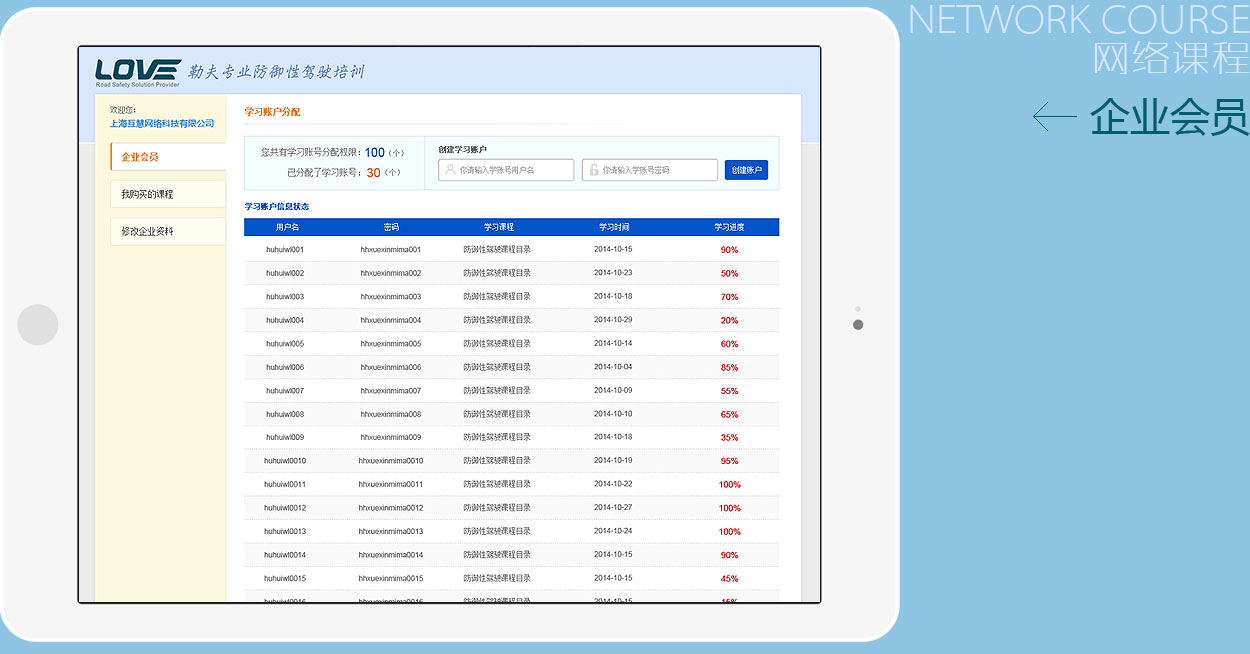 NETWORK COURSE
网络课程
企业会员
LOVE 勒夫专业防御性驾驶培训
Road Safety Solution Provider
欢迎您：
上海互慧网络科技有限公司
企业会员
我购买的课程
修改企业资料
学习账户分配
您共有学习账号分配权限：100（个）
已分配了学习账号：30（个）
创建学习账户
你请输入学账号用户名 你请输入学账号密码 创建账户
学习账户信息状态
用户名 密码 学习课程 学习时间 学习进度
huhuiwl001 hhxuexinmima001 防御性驾驶课程目录 2014-10-15 90%
huhuiwl002 hhxuexinmima002 防御性驾驶课程目录 2014-10-23 50%
huhuiwl003 hhxuexinmima003 防御性驾驶课程目录 2014-10-18 70%
huhuiwl004 hhxuexinmima004 防御性驾驶课程目录 2014-10-29 20%
huhuiwl005 hhxuexinmima005 防御性驾驶课程目录 2014-10-14 60%
huhuiwl006 hhxuexinmima006 防御性驾驶课程目录 2014-10-04 85%
huhuiwl007 hhxuexinmima007 防御性驾驶课程目录 2014-10-09 55%
huhuiwl008 hhxuexinmima008 防御性驾驶课程目录 2014-10-10 65%
huhuiwl009 hhxuexinmima009 防御性驾驶课程目录 2014-10-18 35%
huhuiwl0010 hhxuexinmima0010 防御性驾驶课程目录 2014-10-19 95%
huhuiwl0011 hhxuexinmima0011 防御性驾驶课程目录 2014-10-22 100%
huhuiwl0012 hhxuexinmima0012 防御性驾驶课程目录 2014-10-27 100%
huhuiwl0013 hhxuexinmima0013 防御性驾驶课程目录 2014-10-24 100%
huhuiwl0014 hhxuexinmima0014 防御性驾驶课程目录 2014-10-15 90%
huhuiwl0015 hhxuexinmima0015 防御性驾驶课程目录 2014-10-15 45%